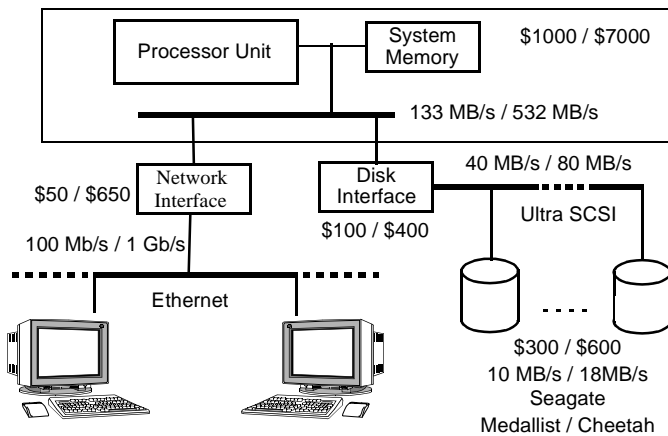 Processor Unit
System
Memory
$1000 / $7000
133 MB/s / 532 MB/s
$50 / $650
Network
Interface
Disk
Interface
40 MB/s / 80 MB/s
Ultra SCSI
$100 / $400
100 Mb/s / 1 Gb/s
Ethernet
$300 / $600
10 MB/s / 18MB/s
Seagate
Medallist / Cheetah